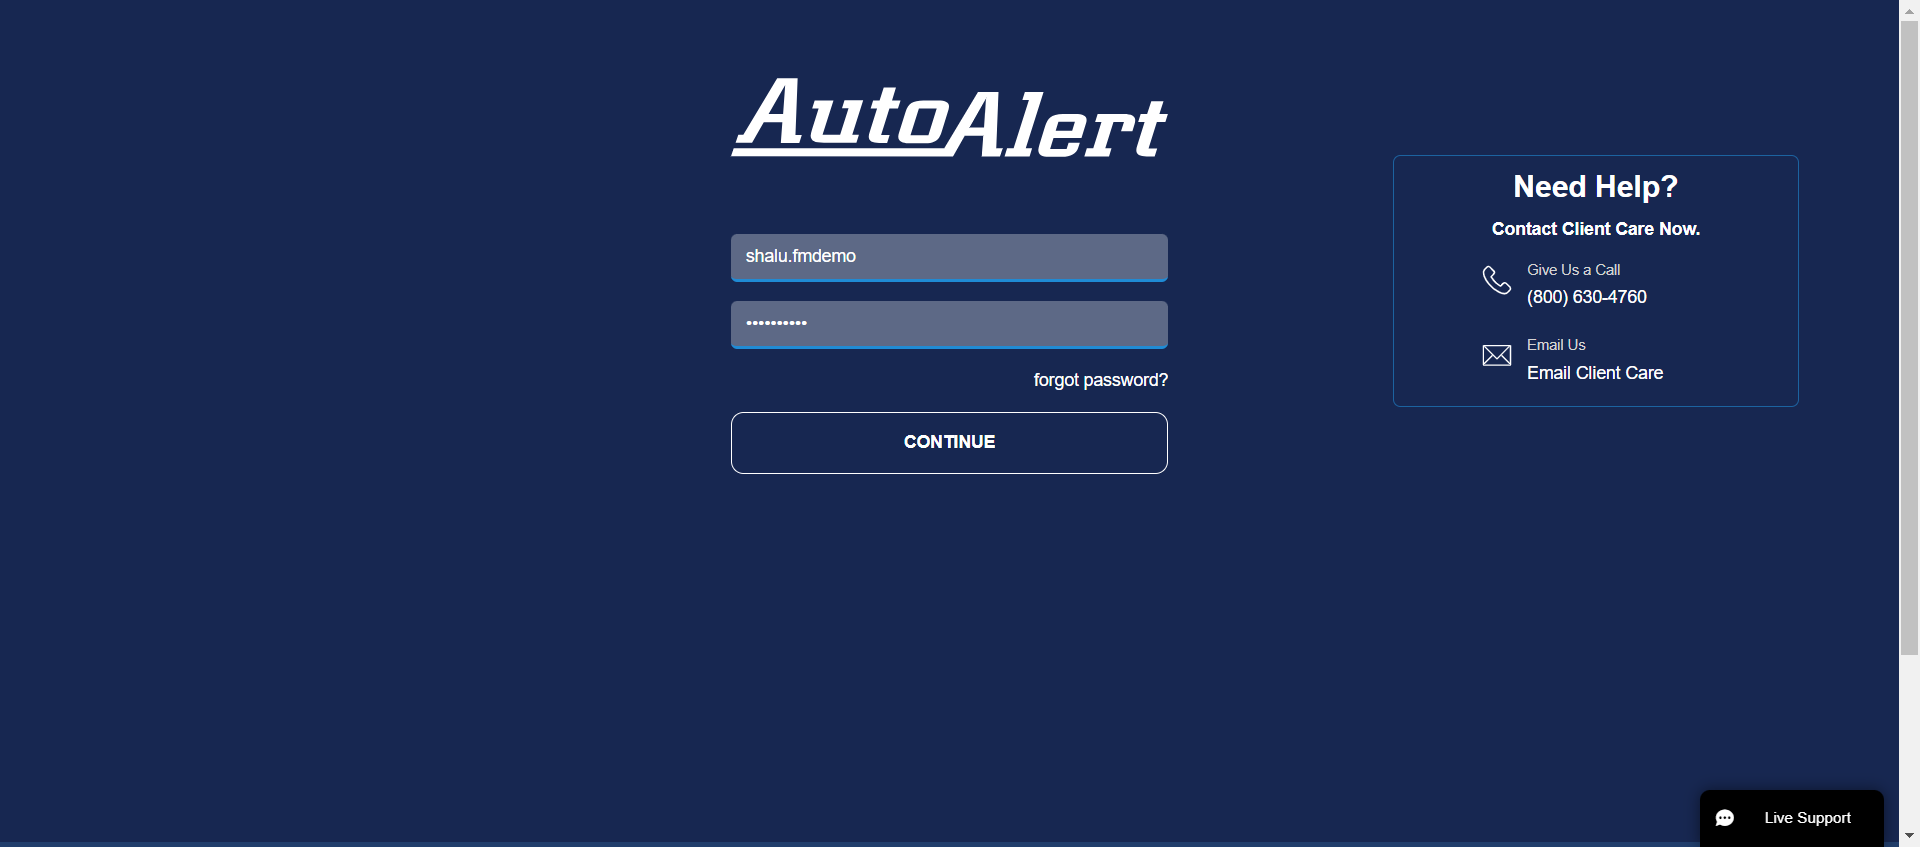 AutoAlert
shalu.fmdemo
••••••••••
forgot password?
CONTINUE
Need Help?
Contact Client Care Now.
Give Us a Call
(800) 630-4760
Email Us
Email Client Care
Live Support